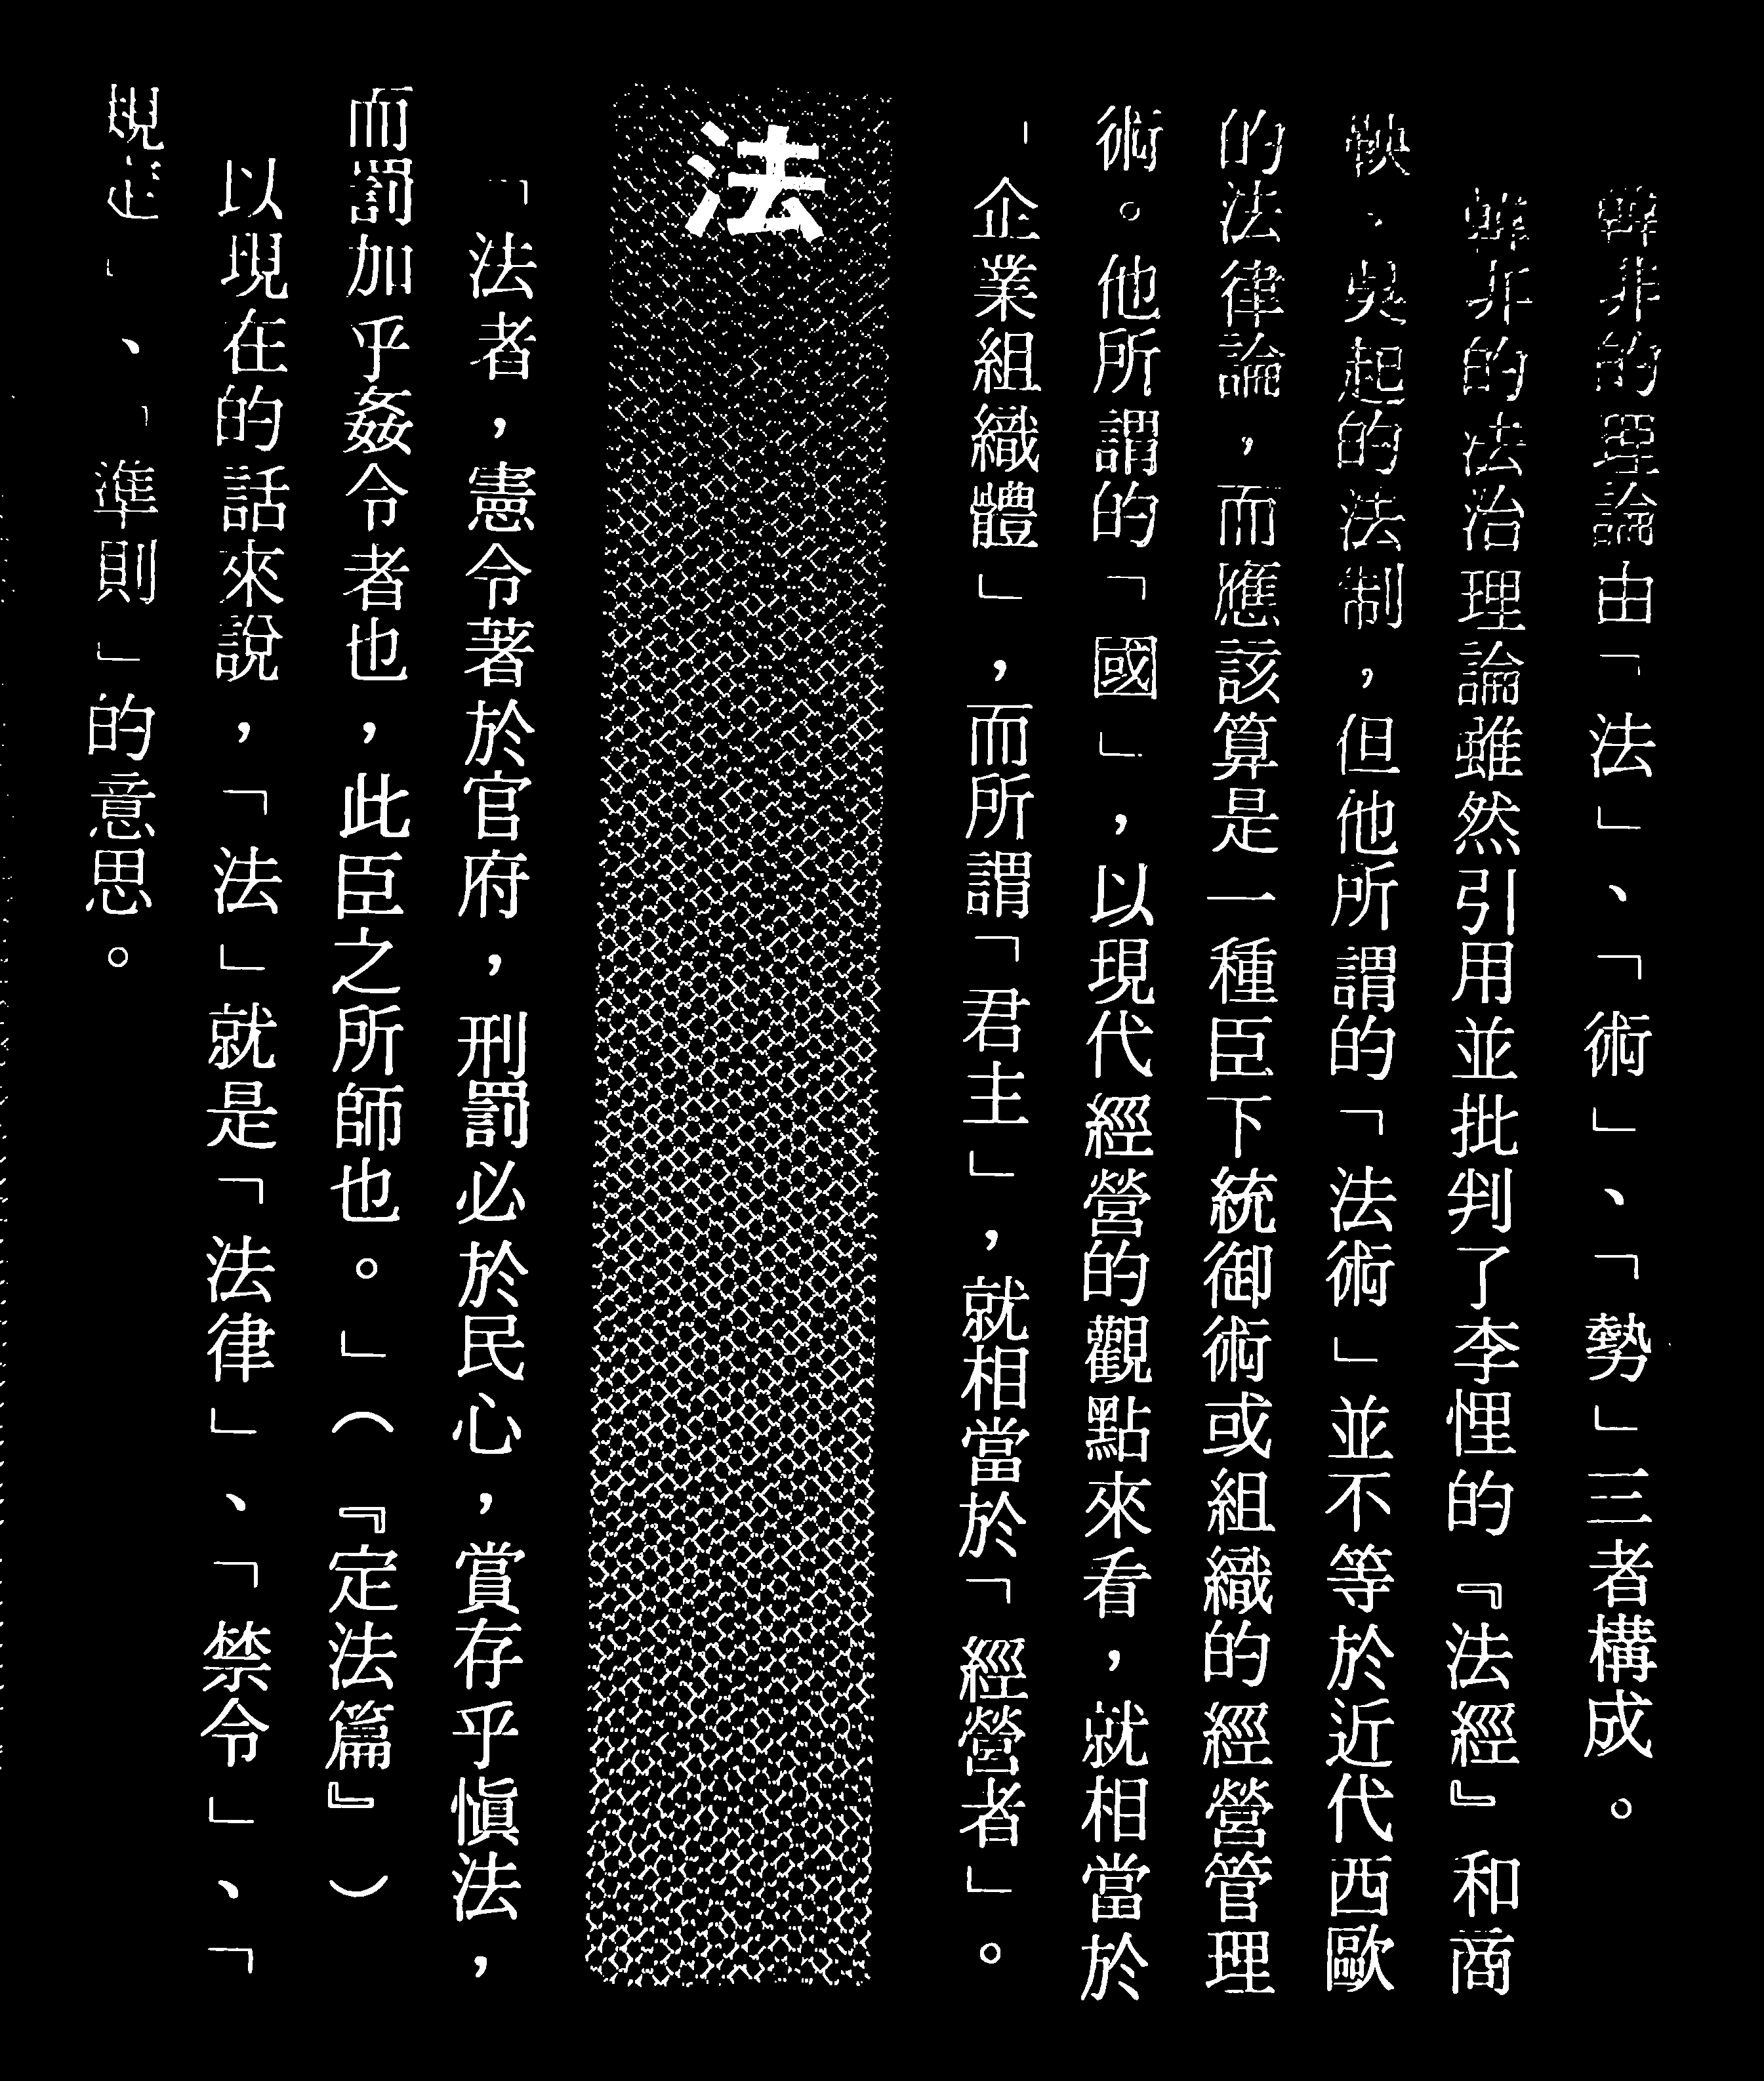 韓非的理論由「法」、「術」、「勢」三者構成。
韓非的法治理論雖然引用並批判了李悝的『法經』和商
鞅、吳起的法制，但他所謂的「法術」並不等於近代西歐
的法律論，而應該算是一種臣下統御術或組織的經營管理
術。他所謂的「國」，以現代經營的觀點來看，就相當於
「企業組織體」，而所謂「君主」，就相當於「經營者」。
法
「法者，憲令著於官府，刑罰必於民心，賞存乎慎法，
而罰加乎姦令者也，此臣之所師也。」（『定法篇』）
以現在的話來說，「法」就是「法律」、「禁令」、「
規定」、「準則」的意思。